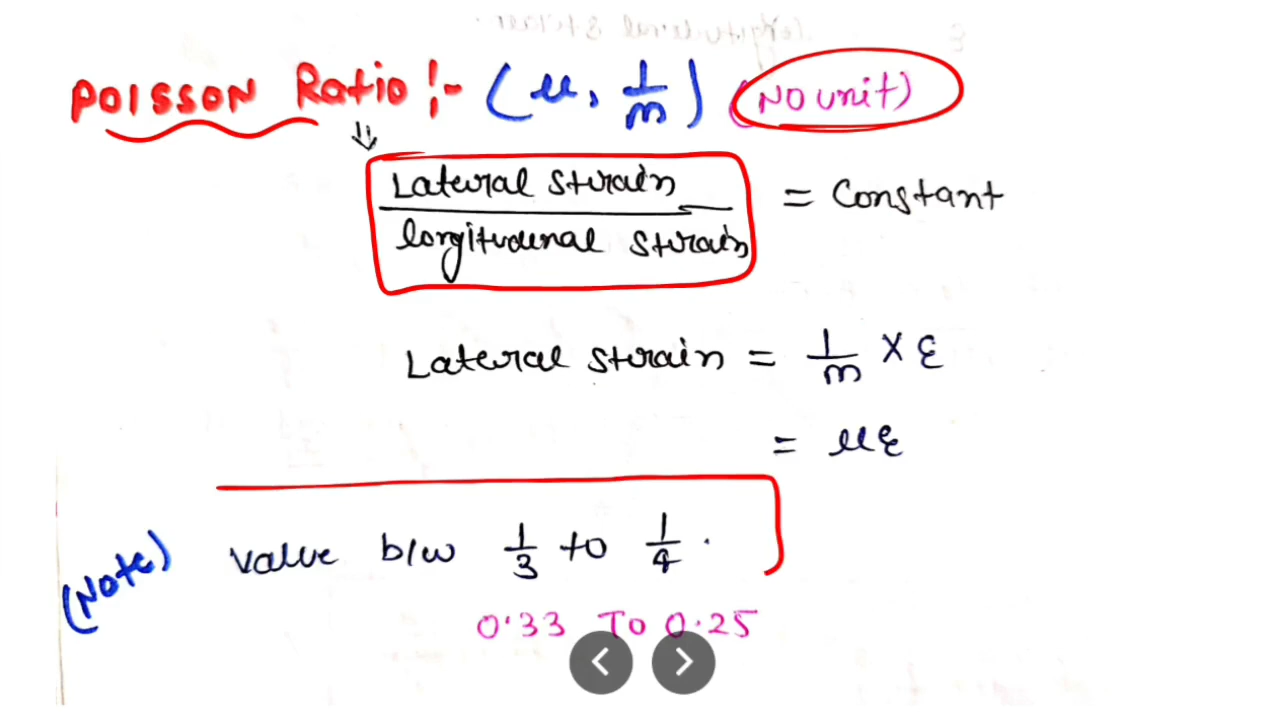 POISSON Ratio :- (μ, 1/m) (NO unit)
Lateral strain / longitudinal strain = Constant
Lateral strain = 1/m × ε
= με
(Note) value b/w 1/3 to 1/4.
0.33 TO 0.25